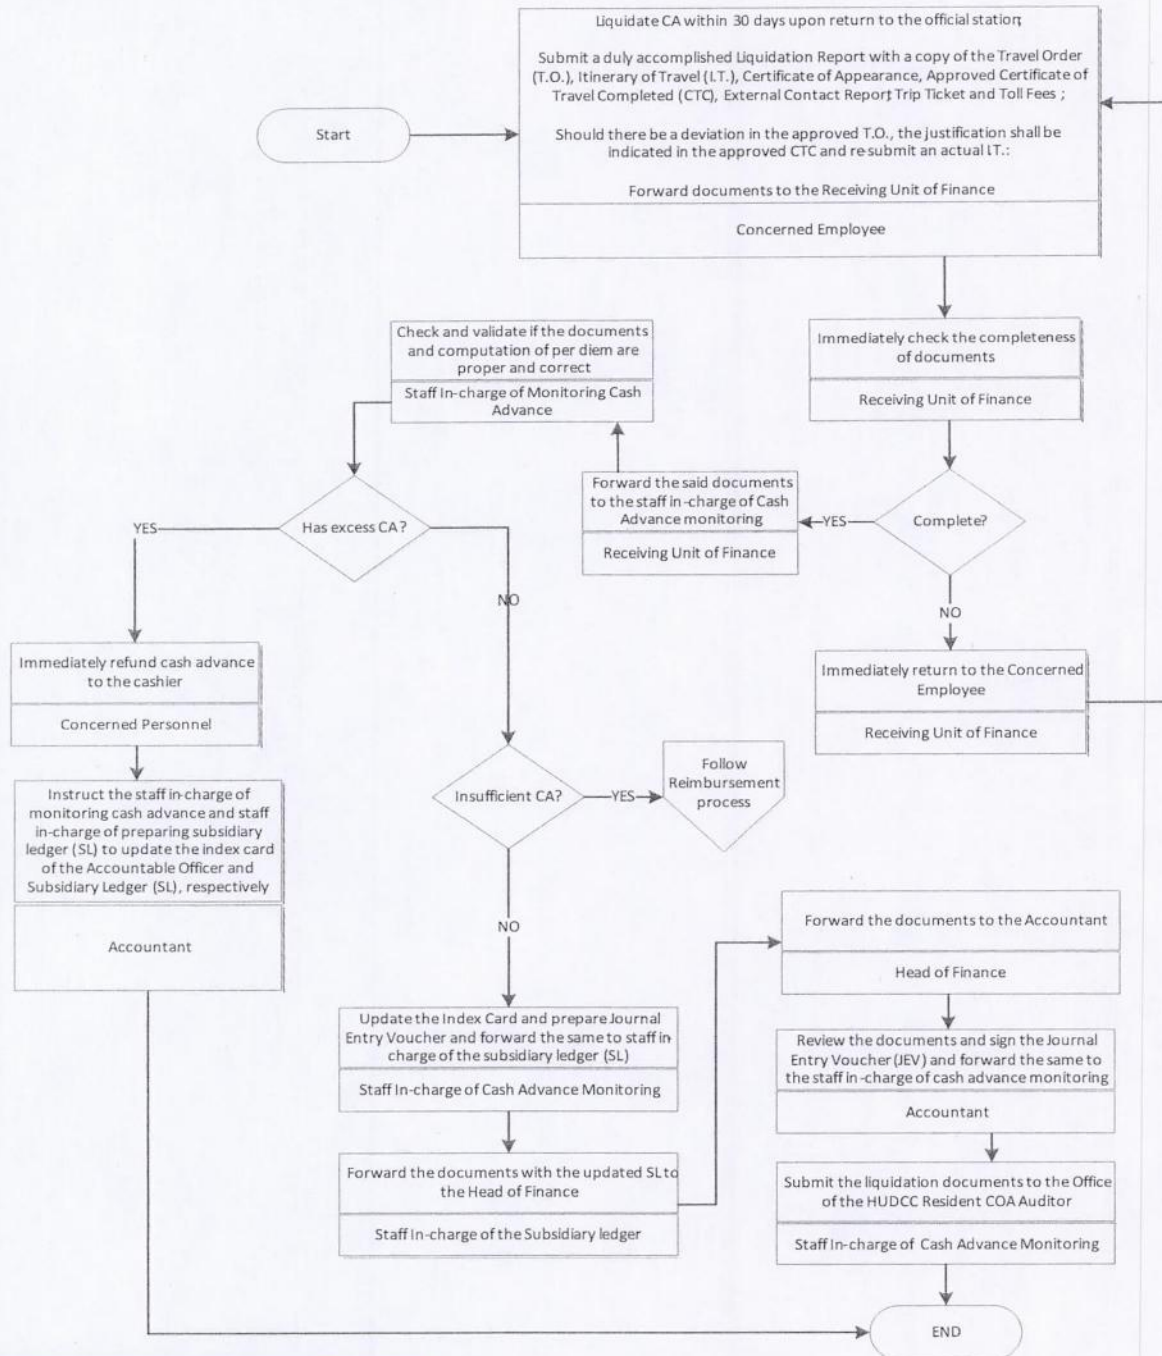 Liquidate CA within 30 days upon return to the official station;
Submit a duly accomplished Liquidation Report with a copy of the Travel Order
(T.O.), Itinerary of Travel (I.T.), Certificate of Appearance, Approved Certificate of
Travel Completed (CTC), External Contact Report, Trip Ticket and Toll Fees ;
Should there be a deviation in the approved T.O., the justification shall be
indicated in the approved CTC and re-submit an actual I.T.:
Forward documents to the Receiving Unit of Finance
Concerned Employee
Start
Immediately check the completeness
of documents
Receiving Unit of Finance
Complete?
YES
Forward the said documents
to the staff in-charge of Cash
Advance monitoring
Receiving Unit of Finance
NO
Immediately return to the Concerned
Employee
Receiving Unit of Finance
Check and validate if the documents
and computation of per diem are
proper and correct
Staff In-charge of Monitoring Cash
Advance
Has excess CA?
YES
NO
Immediately refund cash advance
to the cashier
Concerned Personnel
Instruct the staff in-charge of
monitoring cash advance and staff
in-charge of preparing subsidiary
ledger (SL) to update the index card
of the Accountable Officer and
Subsidiary Ledger (SL), respectively
Accountant
Insufficient CA?
YES
Follow
Reimbursement
process
NO
Update the Index Card and prepare Journal
Entry Voucher and forward the same to staff in-
charge of the subsidiary ledger (SL)
Staff In-charge of Cash Advance Monitoring
Forward the documents with the updated SL to
the Head of Finance
Staff In-charge of the Subsidiary ledger
Forward the documents to the Accountant
Head of Finance
Review the documents and sign the Journal
Entry Voucher (JEV) and forward the same to
the staff in-charge of cash advance monitoring
Accountant
Submit the liquidation documents to the Office
of the HUDCC Resident COA Auditor
Staff In-charge of Cash Advance Monitoring
END